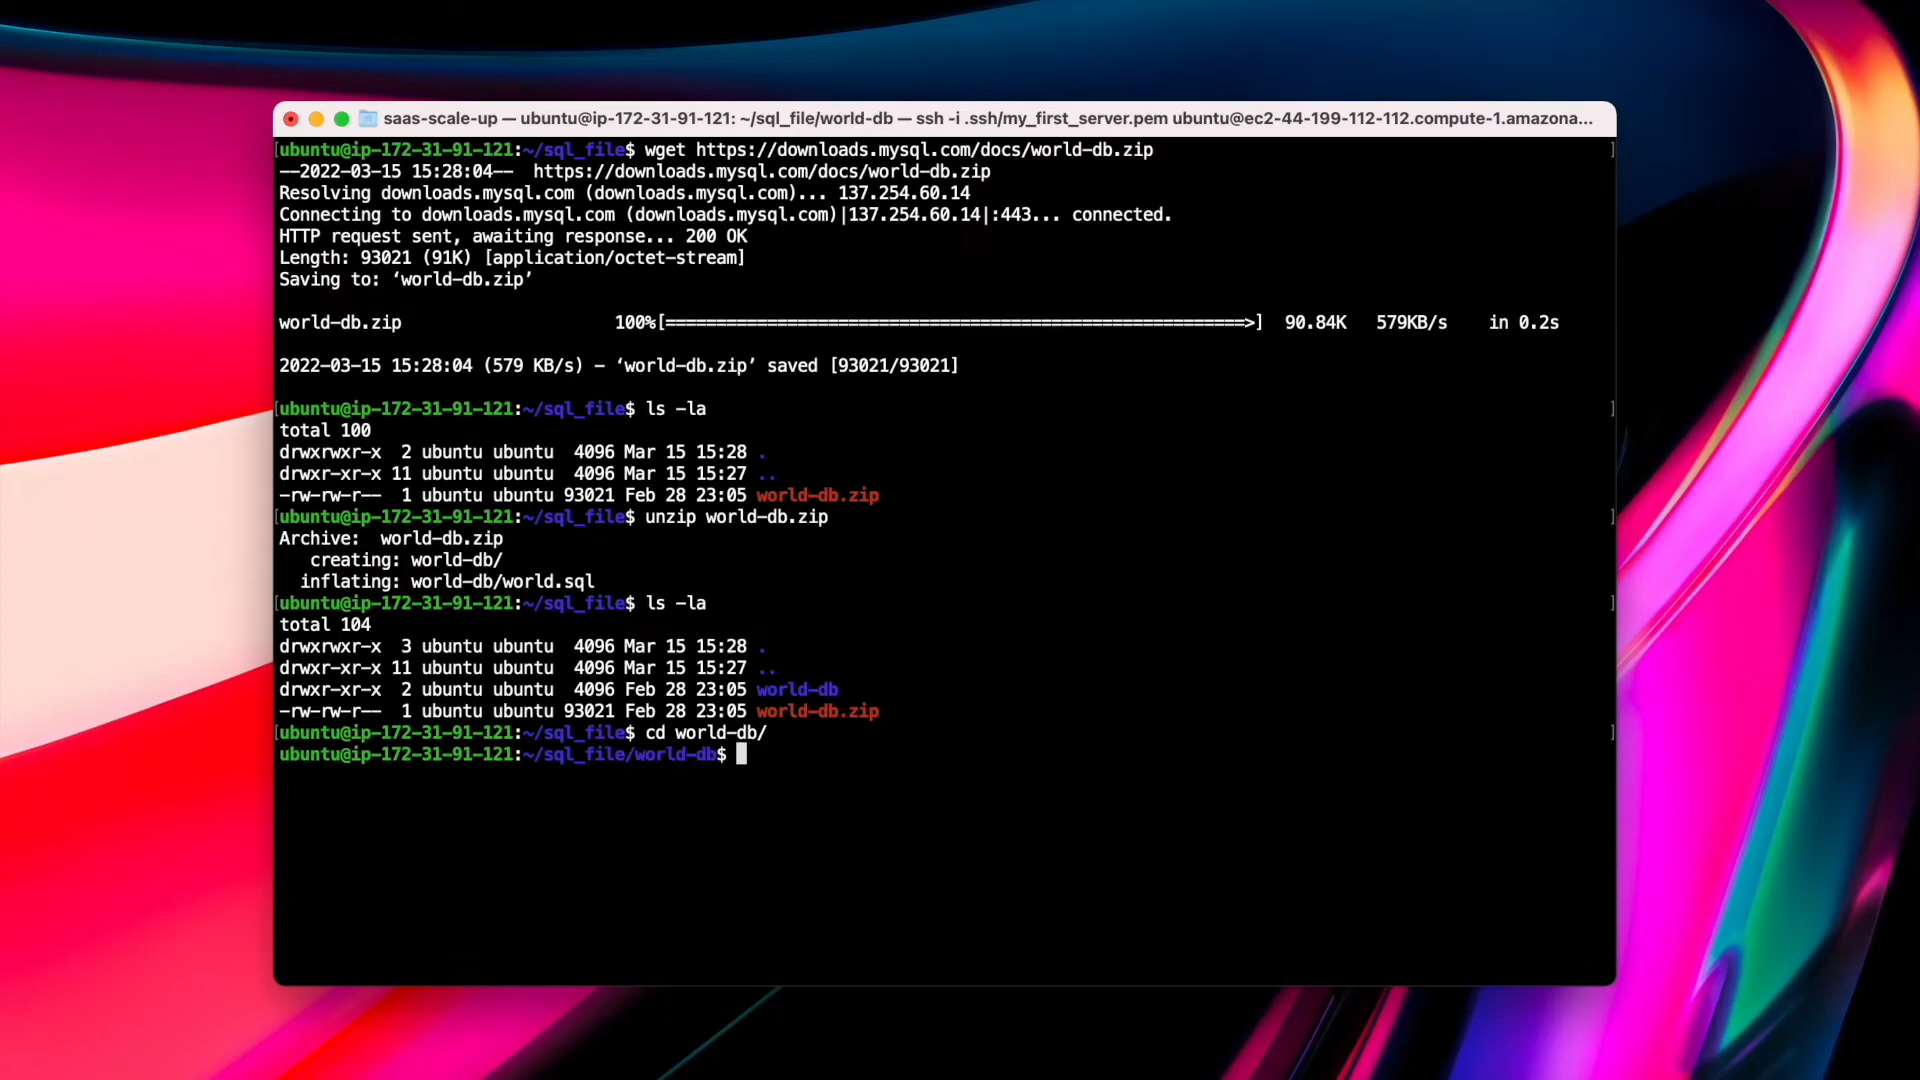 saas-scale-up — ubuntu@ip-172-31-91-121: ~/sql_file/world-db — ssh -i .ssh/my_first_server.pem ubuntu@ec2-44-199-112-112.compute-1.amazona...
[ubuntu@ip-172-31-91-121:~/sql_file$ wget https://downloads.mysql.com/docs/world-db.zip ]
--2022-03-15 15:28:04--  https://downloads.mysql.com/docs/world-db.zip
Resolving downloads.mysql.com (downloads.mysql.com)... 137.254.60.14
Connecting to downloads.mysql.com (downloads.mysql.com)|137.254.60.14|:443... connected.
HTTP request sent, awaiting response... 200 OK
Length: 93021 (91K) [application/octet-stream]
Saving to: ‘world-db.zip’
world-db.zip 100%[=========================================================>] 90.84K 579KB/s in 0.2s
2022-03-15 15:28:04 (579 KB/s) - ‘world-db.zip’ saved [93021/93021]
[ubuntu@ip-172-31-91-121:~/sql_file$ ls -la ]
total 100
drwxrwxr-x  2 ubuntu ubuntu  4096 Mar 15 15:28 .
drwxr-xr-x 11 ubuntu ubuntu  4096 Mar 15 15:27 ..
-rw-rw-r--  1 ubuntu ubuntu 93021 Feb 28 23:05 world-db.zip
[ubuntu@ip-172-31-91-121:~/sql_file$ unzip world-db.zip ]
Archive:  world-db.zip
creating: world-db/
inflating: world-db/world.sql
[ubuntu@ip-172-31-91-121:~/sql_file$ ls -la ]
total 104
drwxrwxr-x  3 ubuntu ubuntu  4096 Mar 15 15:28 .
drwxr-xr-x 11 ubuntu ubuntu  4096 Mar 15 15:27 ..
drwxr-xr-x  2 ubuntu ubuntu  4096 Feb 28 23:05 world-db
-rw-rw-r--  1 ubuntu ubuntu 93021 Feb 28 23:05 world-db.zip
[ubuntu@ip-172-31-91-121:~/sql_file$ cd world-db/ ]
ubuntu@ip-172-31-91-121:~/sql_file/world-db$